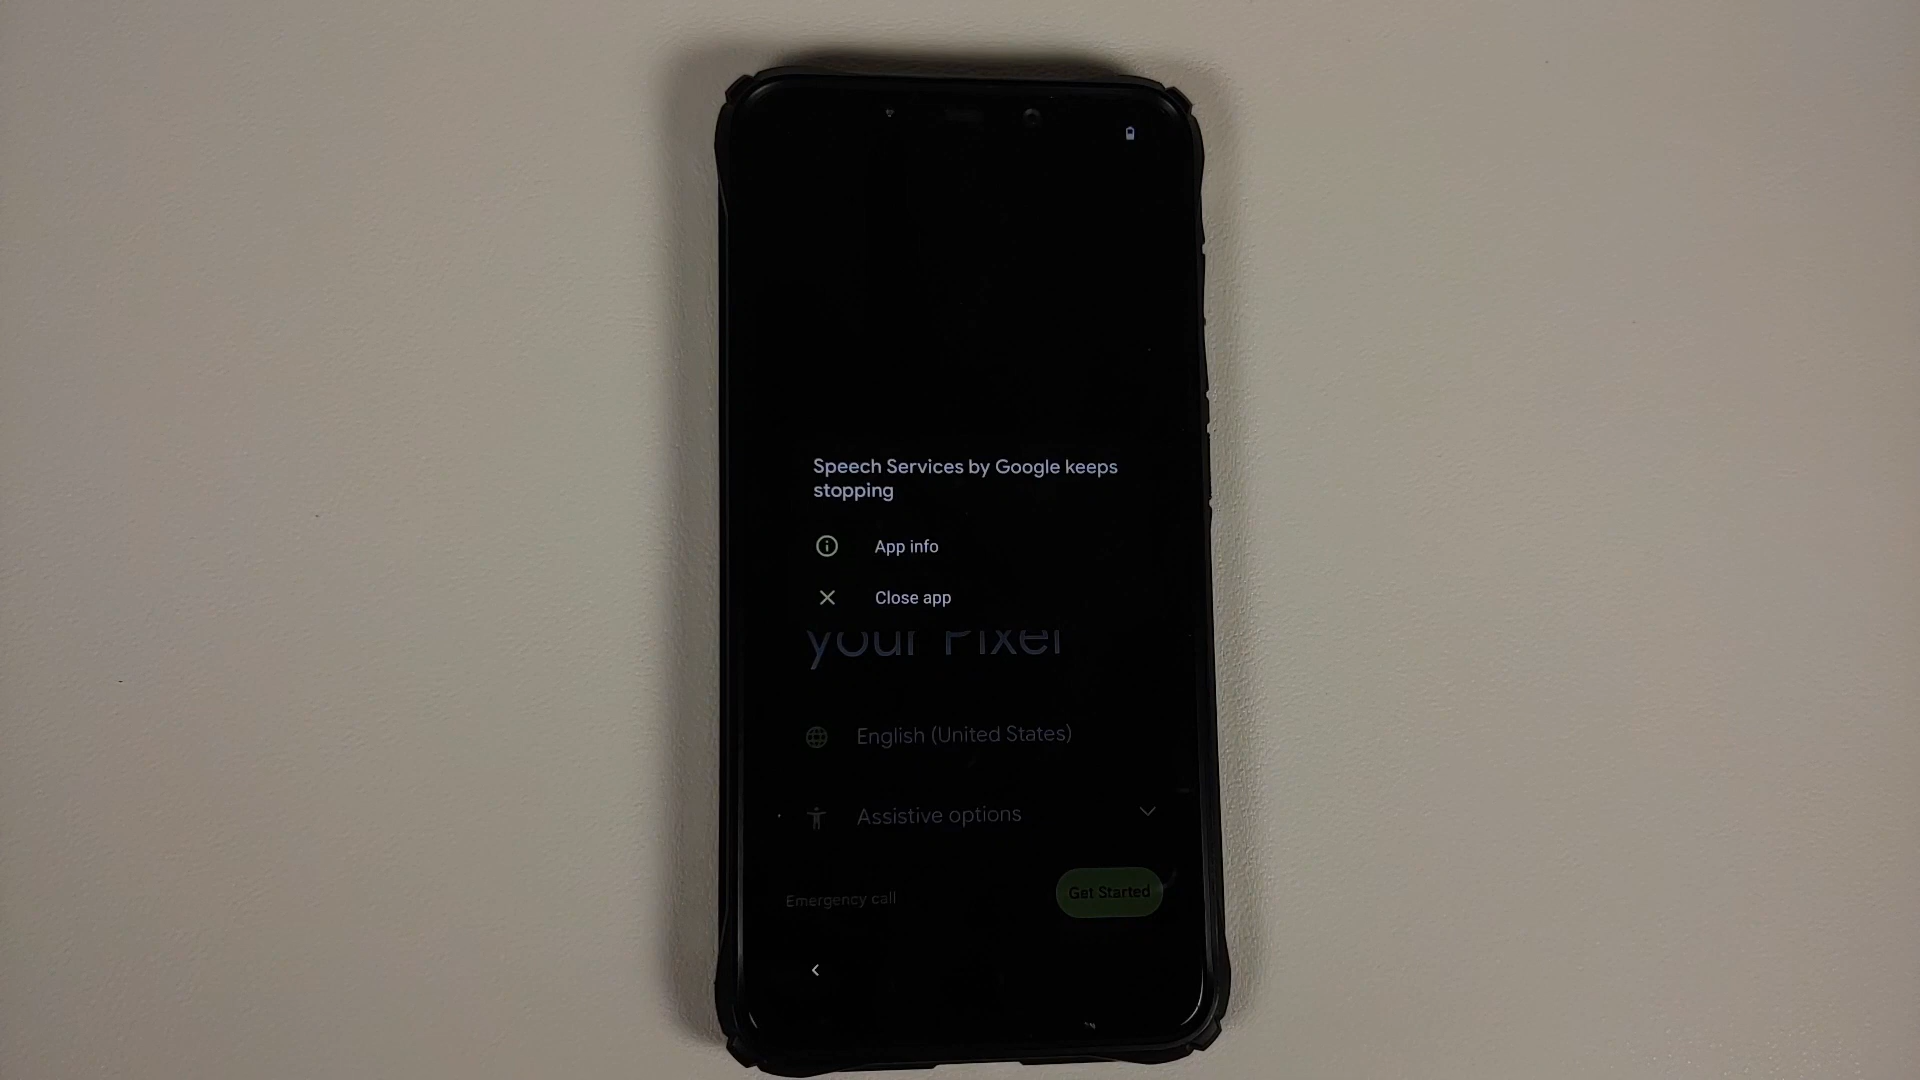 Speech Services by Google keeps
stopping
App info
Close app
your Pixel
English (United States)
Assistive options
Emergency call
Get Started